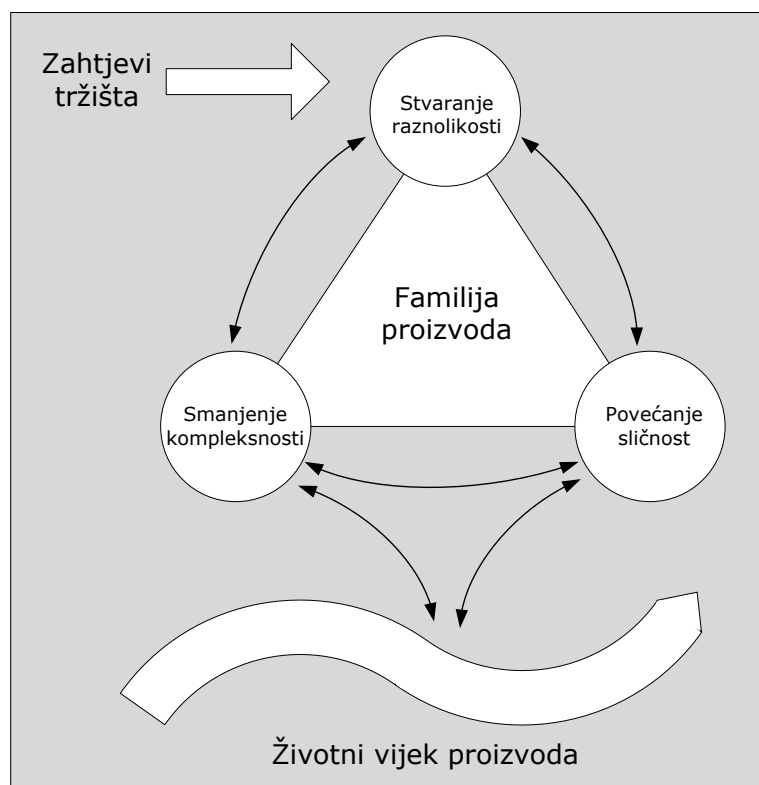 Zahtjevi
tržišta
Stvaranje
raznolikosti
Familija
proizvoda
Smanjenje
kompleksnosti
Povećanje
sličnost
Životni vijek proizvoda